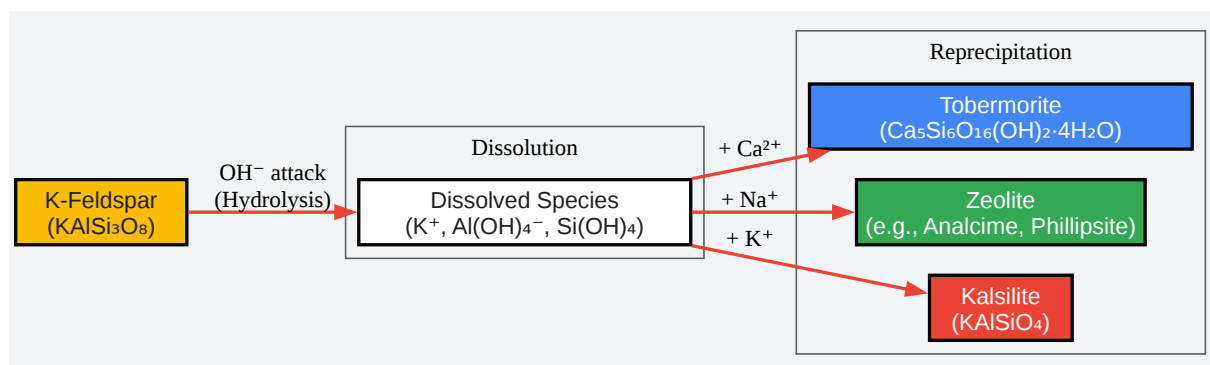 K-Feldspar
(KAlSi₃O₈)
OH⁻ attack
(Hydrolysis)
Dissolution
Dissolved Species
(K⁺, Al(OH)₄⁻, Si(OH)₄)
+ Ca²⁺
+ Na⁺
+ K⁺
Reprecipitation
Tobermorite
(Ca₅Si₆O₁₆(OH)₂·4H₂O)
Zeolite
(e.g., Analcime, Phillipsite)
Kalsilite
(KAlSiO₄)